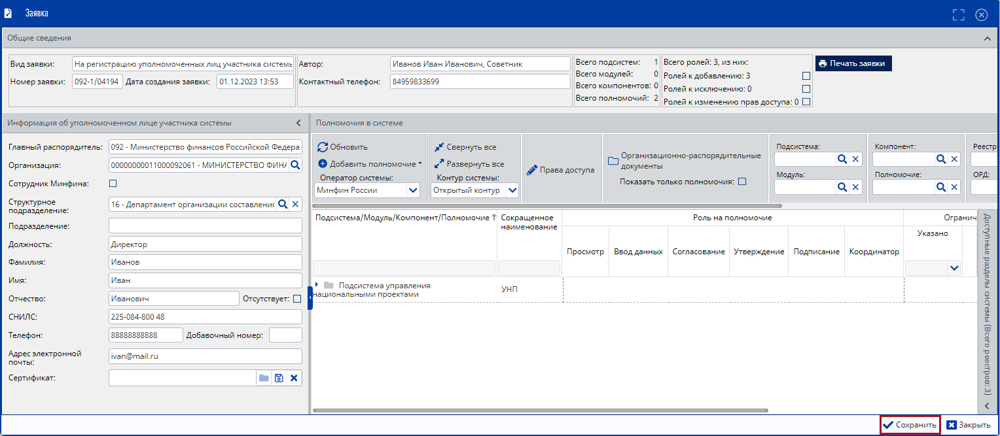 Заявка
Общие сведения
Вид заявки: На регистрацию уполномоченных лиц участника системы
Номер заявки: 092-1/04194 Дата создания заявки: 01.12.2023 13:53
Автор: Иванов Иван Иванович, Советник
Контактный телефон: 84959833699
Всего подсистем: 1
Всего модулей: 0
Всего компонентов: 0
Всего полномочий: 2
Всего ролей: 3, из них:
Ролей к добавлению: 3
Ролей к исключению: 0
Ролей к изменению прав доступа: 0
Печать заявки
Информация об уполномоченном лице участника системы
Главный распорядитель: 092 - Министерство финансов Российской Федера
Организация: 00000000011000092061 - МИНИСТЕРСТВО ФИНА
Сотрудник Минфина:
Структурное
подразделение: 16 - Департамент организации составления
Подразделение:
Должность: Директор
Фамилия: Иванов
Имя: Иван
Отчество: Иванович Отсутствует:
СНИЛС: 225-084-800 48
Телефон: 88888888888 Добавочный номер:
Адрес электронной
почты: ivan@mail.ru
Сертификат:
Полномочия в системе
Обновить
Добавить полномочие
Оператор системы:
Минфин России
Свернуть все
Развернуть все
Контур системы:
Открытый контур
Права доступа
Организационно-распорядительные
документы
Показать только полномочия:
Подсистема:
Модуль:
Компонент:
Полномочие:
Реестр
ОРД:
Подсистема/Модуль/Компонент/Полномочие
Сокращенное
наименование
Роль на полномочие
Огранич
Просмотр Ввод данных Согласование Утверждение Подписание Координатор
Указано
Подсистема управления
национальными проектами
УНП
Доступные разделы системы (Всего реестров: 3)
Сохранить Закрыть